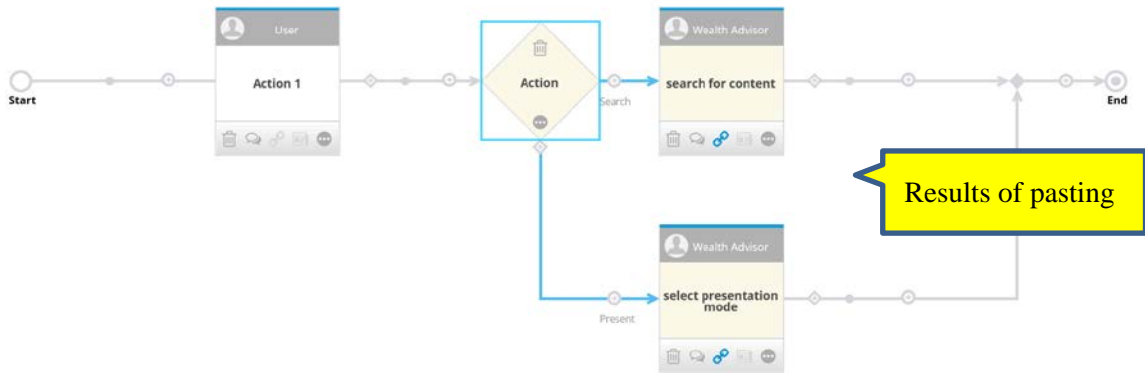 User
Wealth Advisor
Action 1
Action
search for content
Start
Search
End
Results of pasting
Wealth Advisor
select presentation
mode
Present